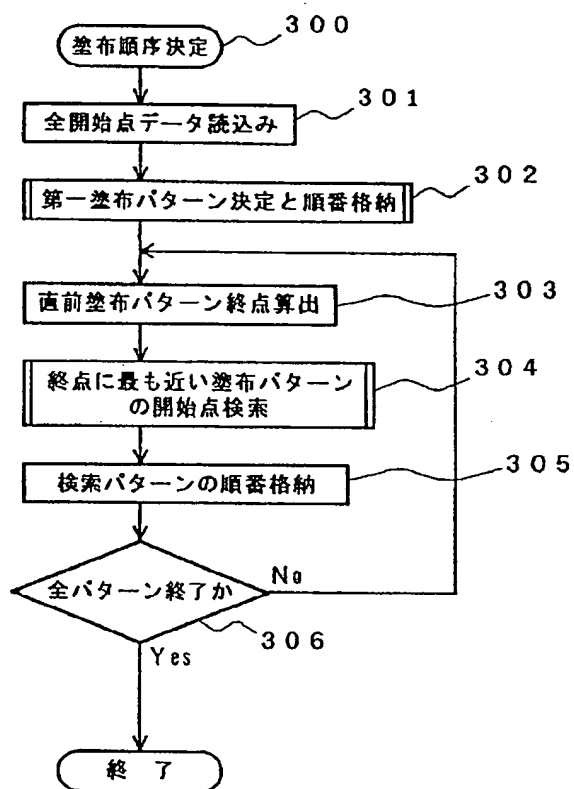 塗布順序決定
３００
全開始点データ読込み
３０１
第一塗布パターン決定と順番格納
３０２
直前塗布パターン終点算出
３０３
終点に最も近い塗布パターン
の開始点検索
３０４
検索パターンの順番格納
３０５
全パターン終了か
No
３０６
Yes
終 了